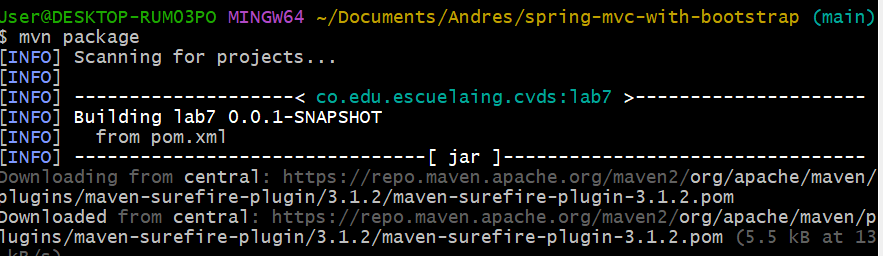 User@DESKTOP-RUMO3PO MINGW64 ~/Documents/Andres/spring-mvc-with-bootstrap (main)
$ mvn package
[INFO] Scanning for projects...
[INFO]
[INFO] --------------------< co.edu.escuelaing.cvds:lab7 >---------------------
[INFO] Building lab7 0.0.1-SNAPSHOT
[INFO]   from pom.xml
[INFO] --------------------------------[ jar ]---------------------------------
Downloading from central: https://repo.maven.apache.org/maven2/org/apache/maven/
plugins/maven-surefire-plugin/3.1.2/maven-surefire-plugin-3.1.2.pom
Downloaded from central: https://repo.maven.apache.org/maven2/org/apache/maven/p
lugins/maven-surefire-plugin/3.1.2/maven-surefire-plugin-3.1.2.pom (5.5 kB at 13
kB/s)